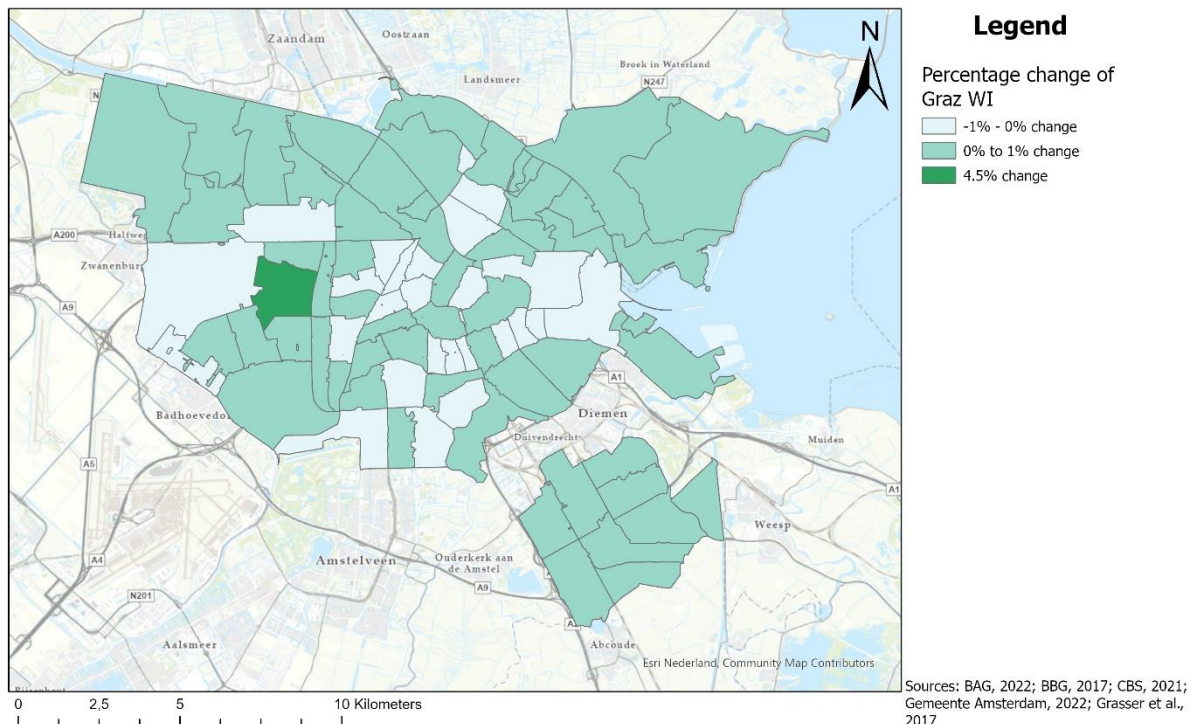 Zaandam
Oostzaan
Landsmeer
Broek in Waterland
N247
N
A200
Halfweg
Zwanenburg
A9
Badhoevedo
A5
A4
N201
Aalsmeer
Amstelveen
Ouderkerk aan
de Amstel
A9
Abcoude
A1
Diemen
Duivendrecht
Muiden
A1
Weesp
Esri Nederland, Community Map Contributors
0 2,5 5 10 Kilometers
Legend
Percentage change of
Graz WI
-1% - 0% change
0% to 1% change
4.5% change
Sources: BAG, 2022; BBG, 2017; CBS, 2021;
Gemeente Amsterdam, 2022; Grasser et al.,
2017